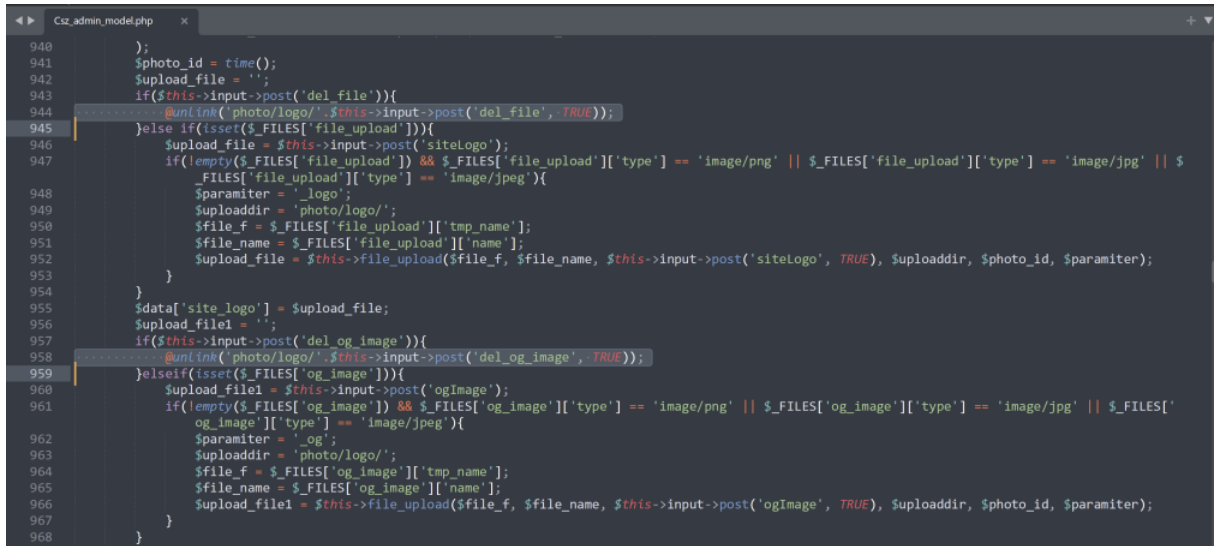 Csz_admin_model.php ×
940 );
941 $photo_id = time();
942 $upload_file = '';
943 if($this->input->post('del_file')){
944 @unlink('photo/logo/'.$this->input->post('del_file', TRUE));
945 }else if(isset($_FILES['file_upload'])){
946 $upload_file = $this->input->post('siteLogo');
947 if(!empty($_FILES['file_upload']) && $_FILES['file_upload']['type'] == 'image/png' || $_FILES['file_upload']['type'] == 'image/jpg' || $
_FILES['file_upload']['type'] == 'image/jpeg'){
948 $paramiter = '_logo';
949 $uploaddir = 'photo/logo/';
950 $file_f = $_FILES['file_upload']['tmp_name'];
951 $file_name = $_FILES['file_upload']['name'];
952 $upload_file = $this->file_upload($file_f, $file_name, $this->input->post('siteLogo', TRUE), $uploaddir, $photo_id, $paramiter);
953 }
954 }
955 $data['site_logo'] = $upload_file;
956 $upload_file1 = '';
957 if($this->input->post('del_og_image')){
958 @unlink('photo/logo/'.$this->input->post('del_og_image', TRUE));
959 }elseif(isset($_FILES['og_image'])){
960 $upload_file1 = $this->input->post('ogImage');
961 if(!empty($_FILES['og_image']) && $_FILES['og_image']['type'] == 'image/png' || $_FILES['og_image']['type'] == 'image/jpg' || $_FILES['
og_image']['type'] == 'image/jpeg'){
962 $paramiter = '_og';
963 $uploaddir = 'photo/logo/';
964 $file_f = $_FILES['og_image']['tmp_name'];
965 $file_name = $_FILES['og_image']['name'];
966 $upload_file1 = $this->file_upload($file_f, $file_name, $this->input->post('ogImage', TRUE), $uploaddir, $photo_id, $paramiter);
967 }
968 }